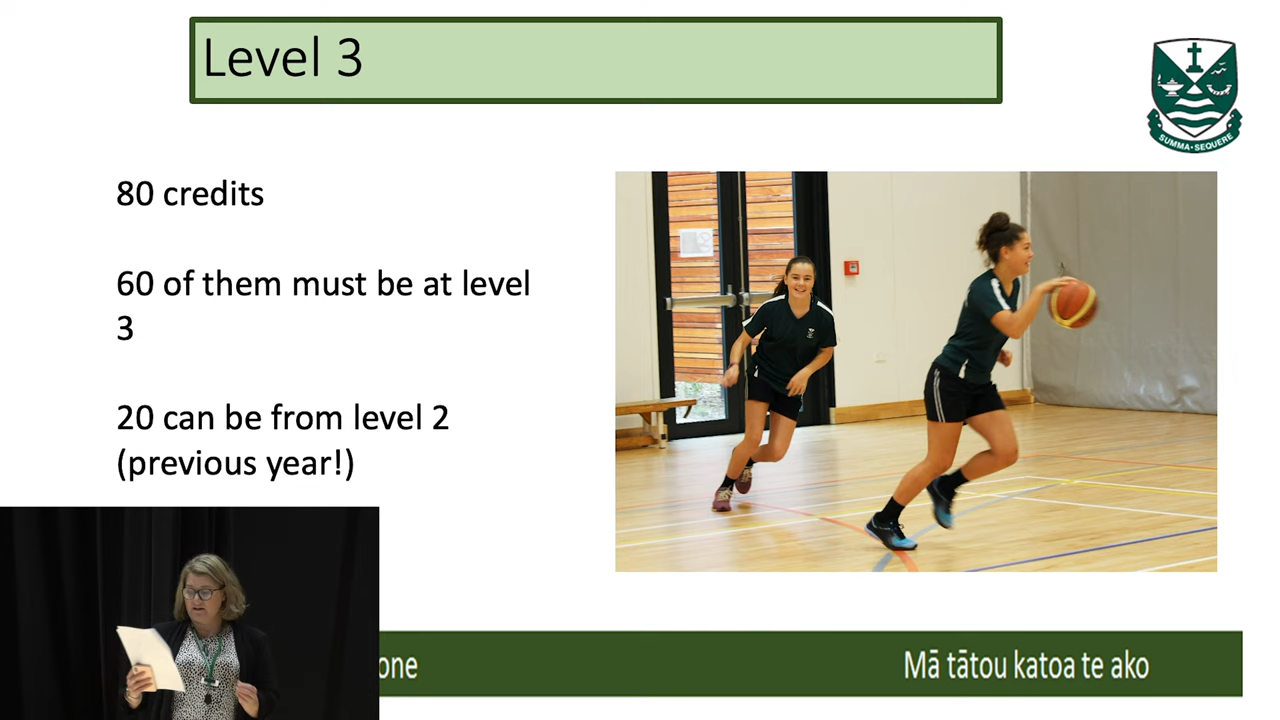 Level 3
80 credits
60 of them must be at level
3
20 can be from level 2
(previous year!)
SUMMA·SEQUERE
one
Mā tātou katoa te ako